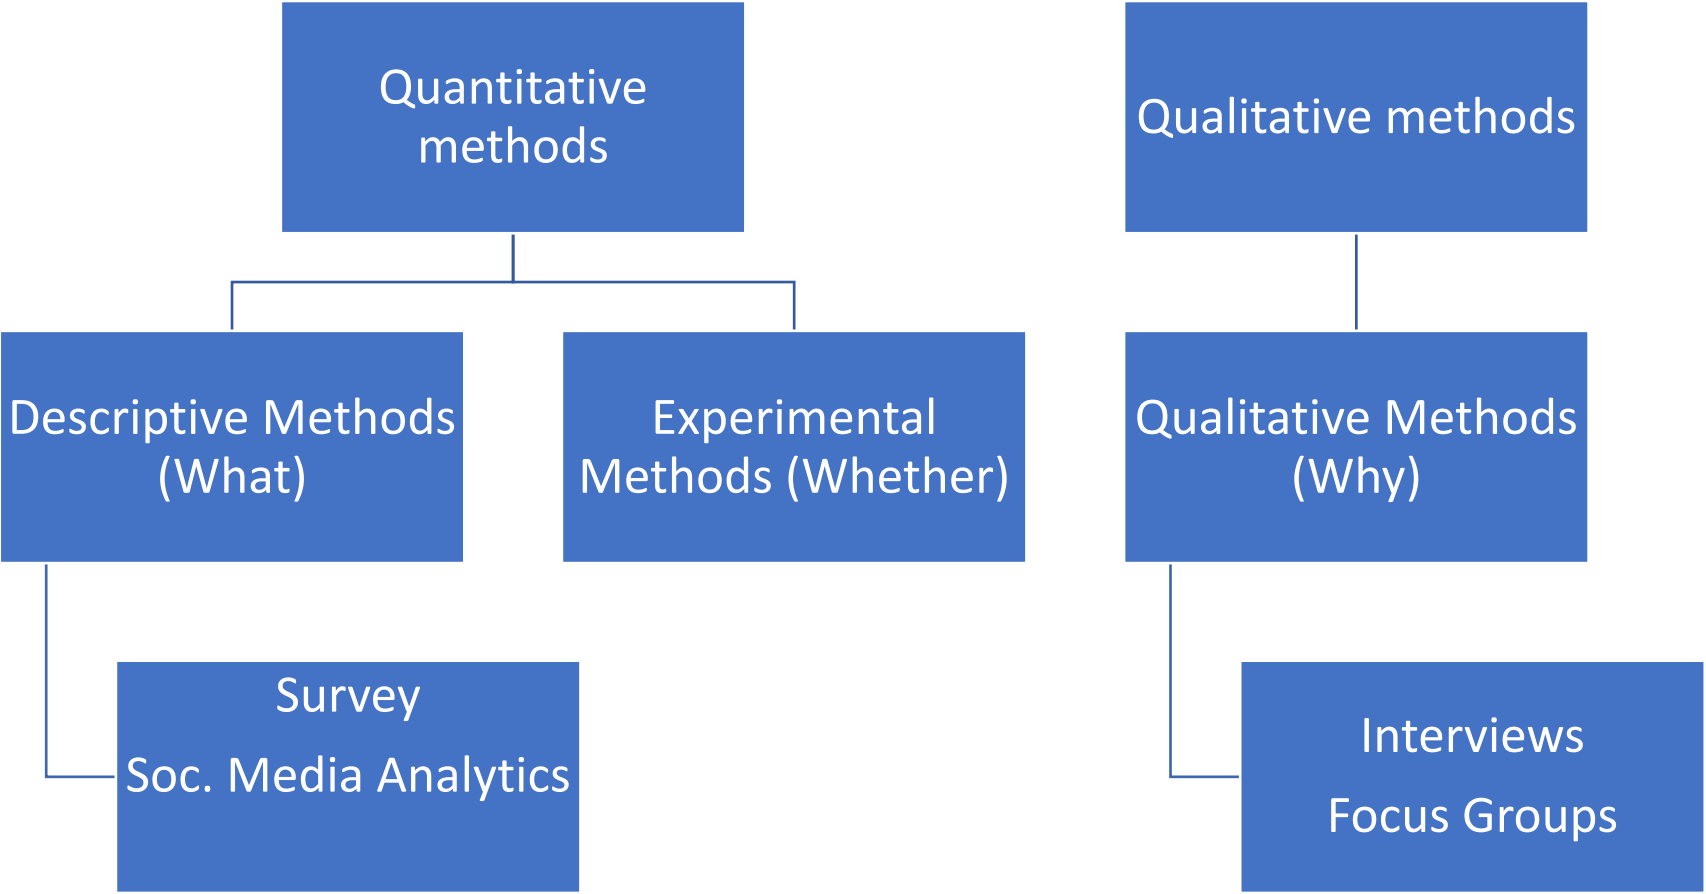 Quantitative
methods
Qualitative methods
Descriptive Methods
(What)
Experimental
Methods (Whether)
Qualitative Methods
(Why)
Survey
Soc. Media Analytics
Interviews
Focus Groups